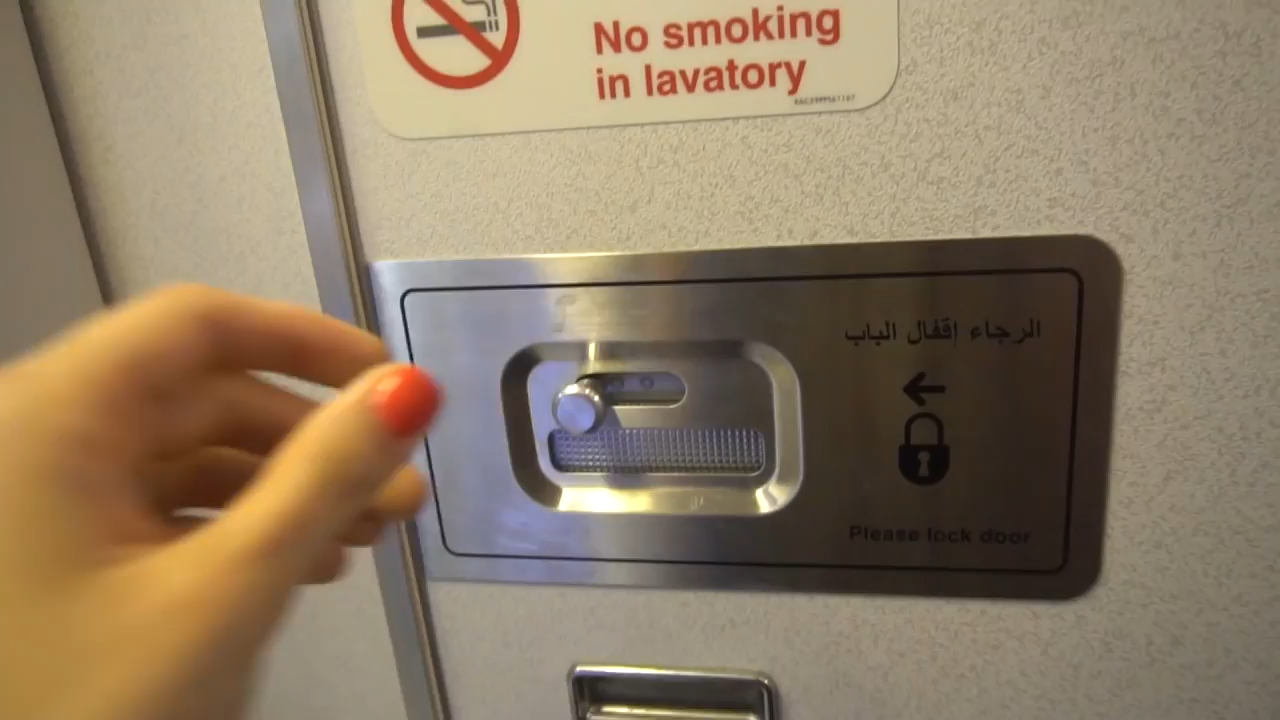 No smoking
in lavatory
الرجاء إقفال الباب
Please lock door